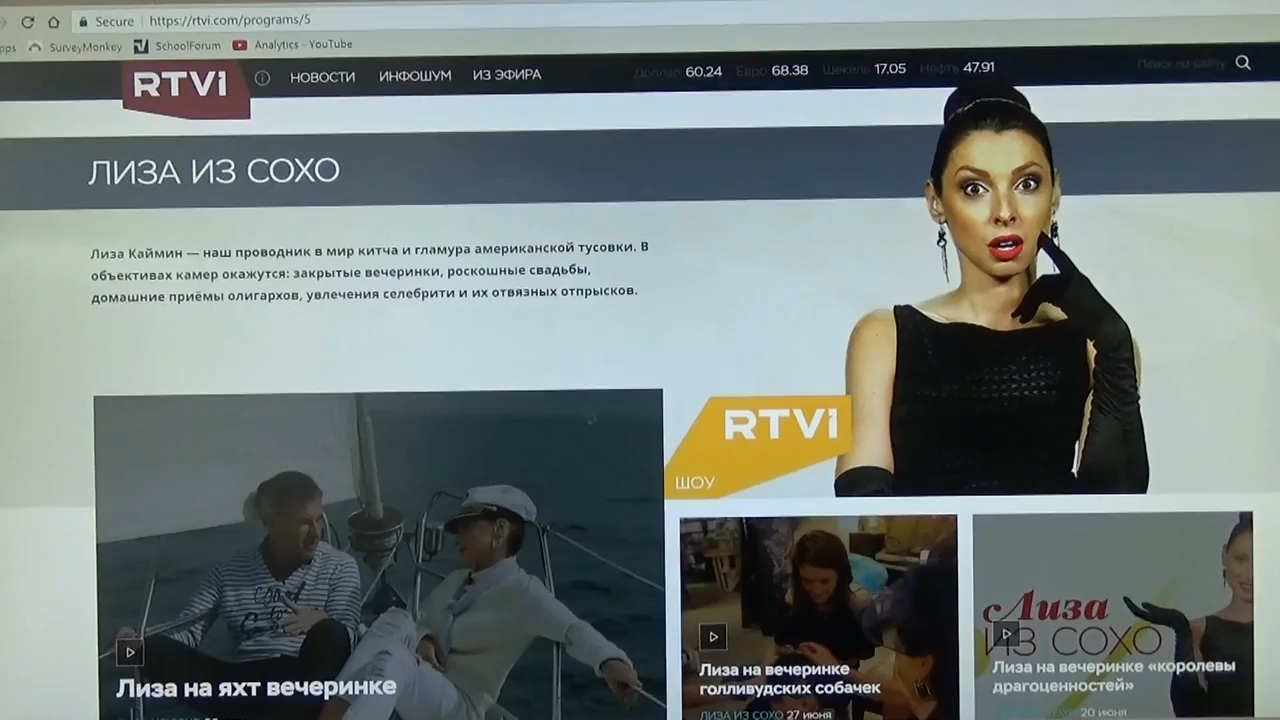 Secure https://rtvi.com/programs/5
pps SurveyMonkey SchoolForum Analytics - YouTube
RTVi НОВОСТИ ИНФОШУМ ИЗ ЭФИРА Доллар 60.24 Евро 68.38 Шекель 17.05 Нефть 47.91 Поиск по сайту
ЛИЗА ИЗ СОХО
Лиза Каймин — наш проводник в мир китча и гламура американской тусовки. В
объективах камер окажутся: закрытые вечеринки, роскошные свадьбы,
домашние приёмы олигархов, увлечения селебрити и их отвязных отпрысков.
RTVi
ШОУ
Лиза на яхт вечеринке
Лиза на вечеринке
голливудских собачек
ЛИЗА ИЗ СОХО 27 июня
Лиза
ИЗ СОХО
Лиза на вечеринке «королевы
драгоценностей»
20 июня